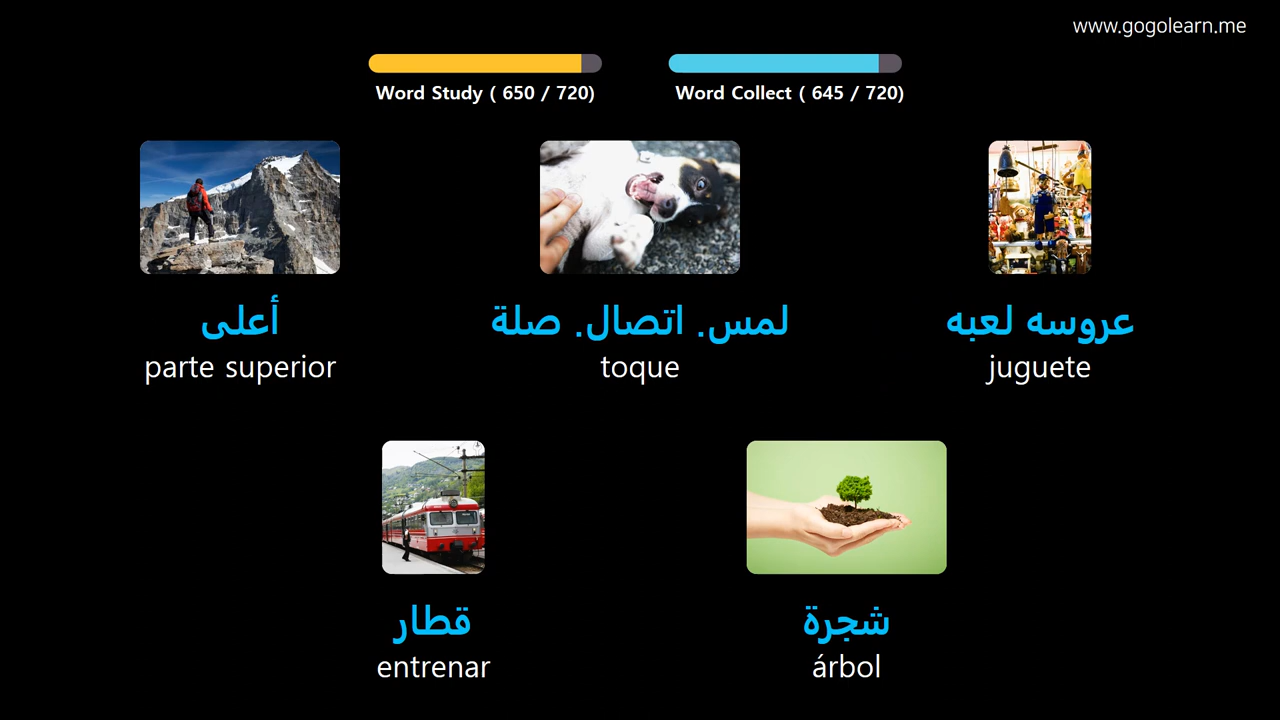 www.gogolearn.me
Word Study ( 650 / 720)
Word Collect ( 645 / 720)
أعلى
parte superior
لمس. اتصال. صلة
toque
عروسه لعبه
juguete
قطار
entrenar
شجرة
árbol